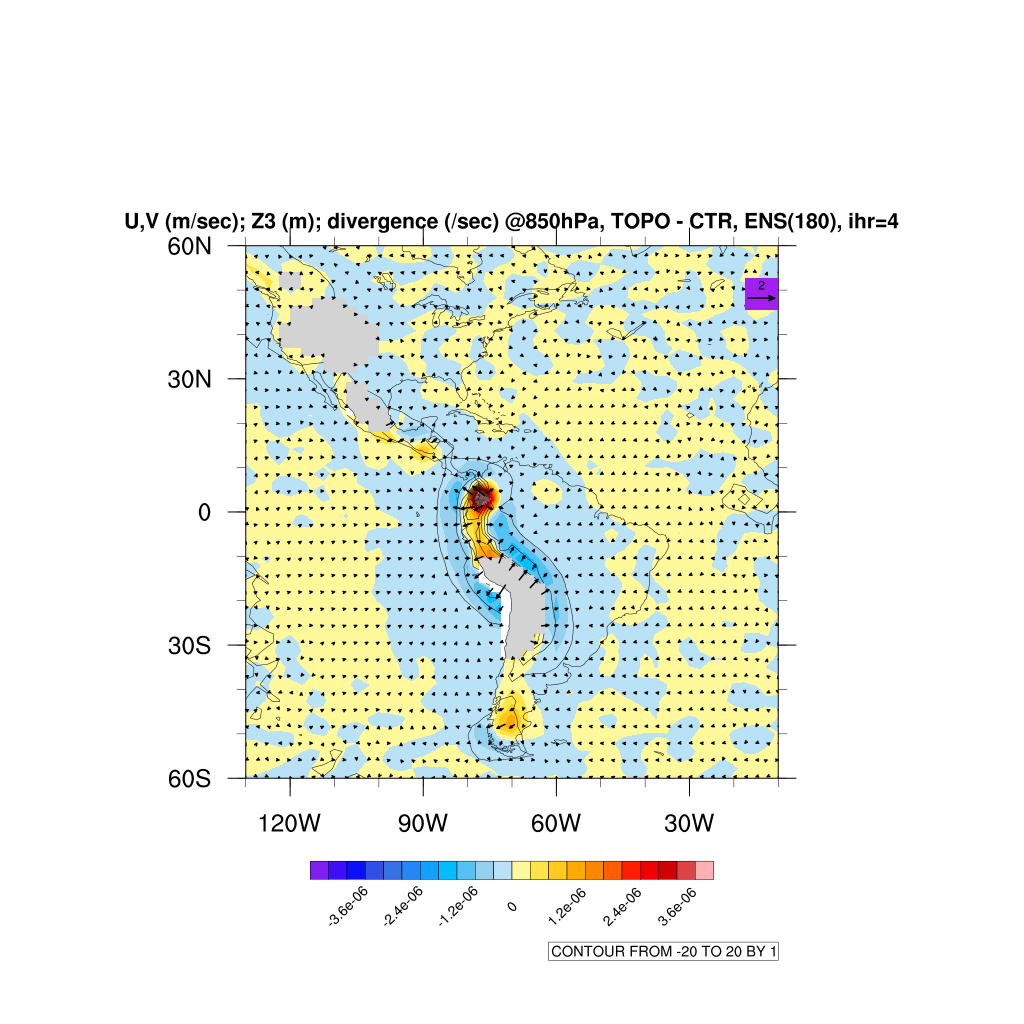 U,V (m/sec); Z3 (m); divergence (/sec) @850hPa, TOPO - CTR, ENS(180), ihr=4
60N
2
30N
0
30S
60S
120W 90W 60W 30W
-3.6e-06 -2.4e-06 -1.2e-06 0 1.2e-06 2.4e-06 3.6e-06
CONTOUR FROM -20 TO 20 BY 1